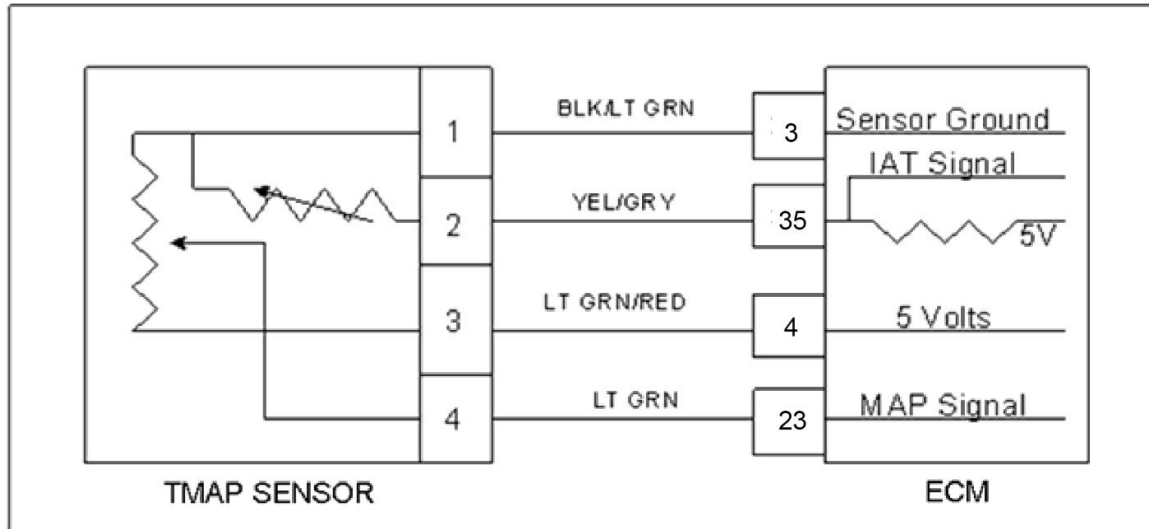 1
BLK/LT GRN
3
Sensor Ground
IAT Signal
2
YEL/GRY
35
5V
3
LT GRN/RED
4
5 Volts
4
LT GRN
23
MAP Signal
TMAP SENSOR
ECM